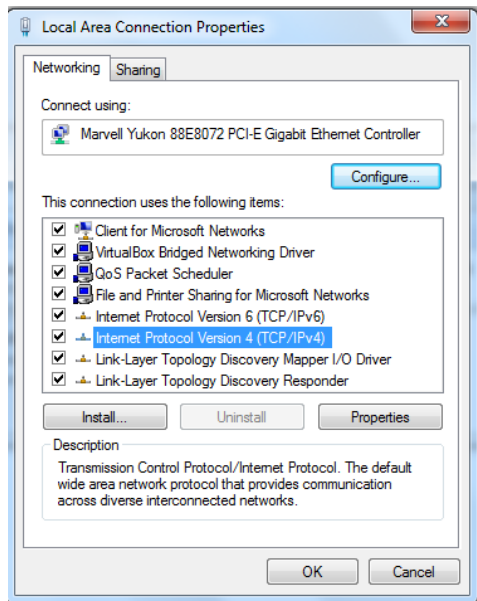 Local Area Connection Properties
Networking Sharing
Connect using:
Marvell Yukon 88E8072 PCI-E Gigabit Ethernet Controller
Configure...
This connection uses the following items:
Client for Microsoft Networks
VirtualBox Bridged Networking Driver
QoS Packet Scheduler
File and Printer Sharing for Microsoft Networks
Internet Protocol Version 6 (TCP/IPv6)
Internet Protocol Version 4 (TCP/IPv4)
Link-Layer Topology Discovery Mapper I/O Driver
Link-Layer Topology Discovery Responder
Install... Uninstall Properties
Description
Transmission Control Protocol/Internet Protocol. The default
wide area network protocol that provides communication
across diverse interconnected networks.
OK Cancel